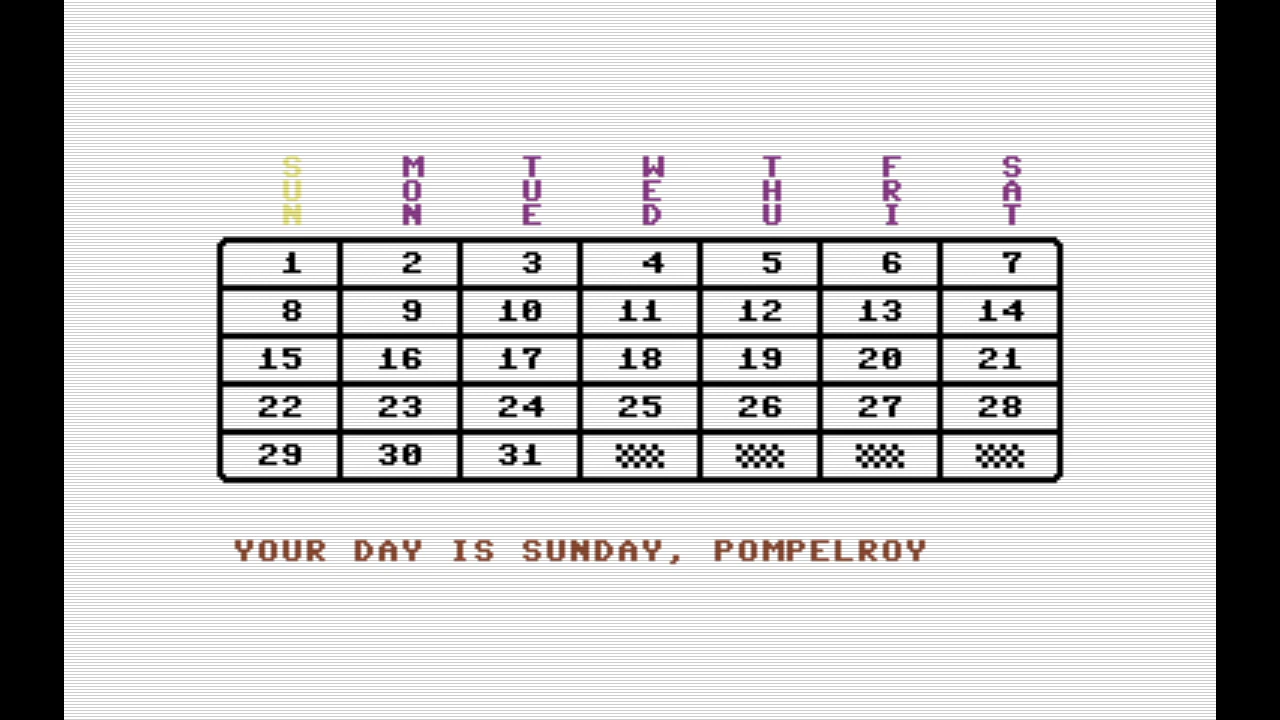 SUN MON TUE WED THU FRI SAT
1 2 3 4 5 6 7
8 9 10 11 12 13 14
15 16 17 18 19 20 21
22 23 24 25 26 27 28
29 30 31
YOUR DAY IS SUNDAY, POMPELROY